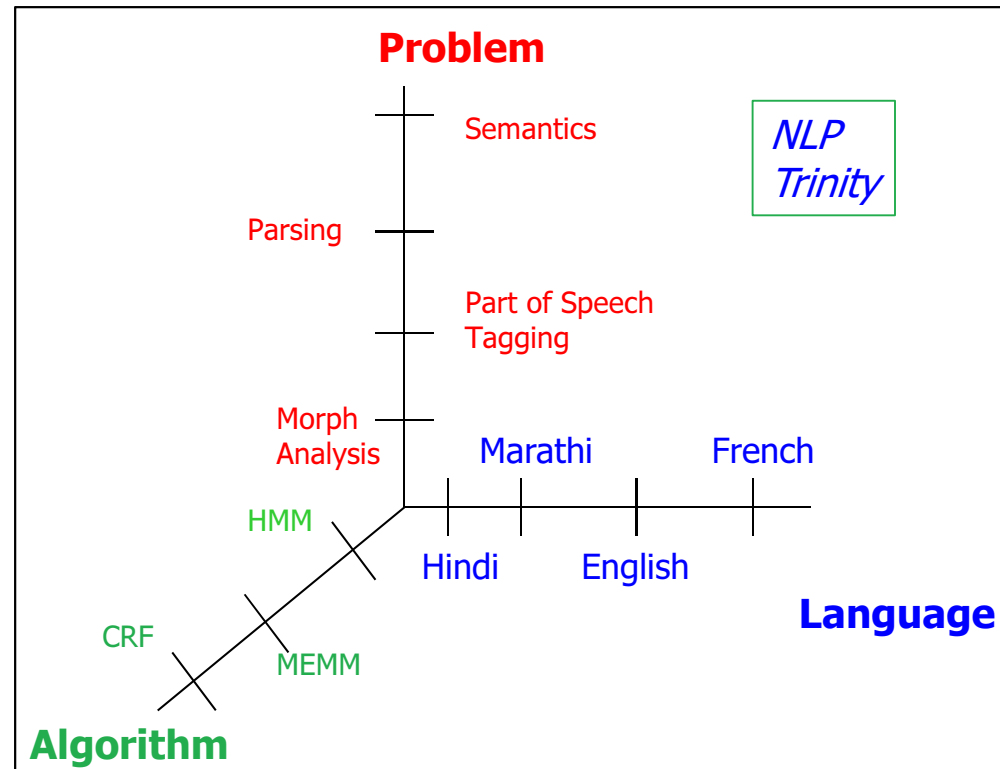 Problem
Semantics
NLP
Trinity
Parsing
Part of Speech
Tagging
Morph
Analysis
Marathi
French
HMM
Hindi
English
Language
CRF
MEMM
Algorithm